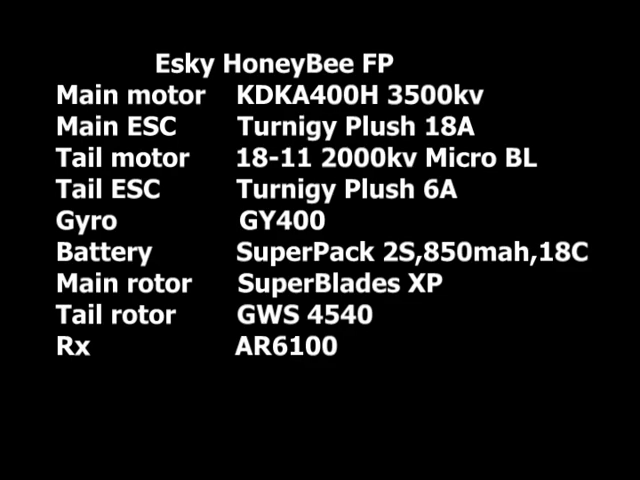 Esky HoneyBee FP
Main motor KDKA400H 3500kv
Main ESC Turnigy Plush 18A
Tail motor 18-11 2000kv Micro BL
Tail ESC Turnigy Plush 6A
Gyro GY400
Battery SuperPack 2S,850mah,18C
Main rotor SuperBlades XP
Tail rotor GWS 4540
Rx AR6100